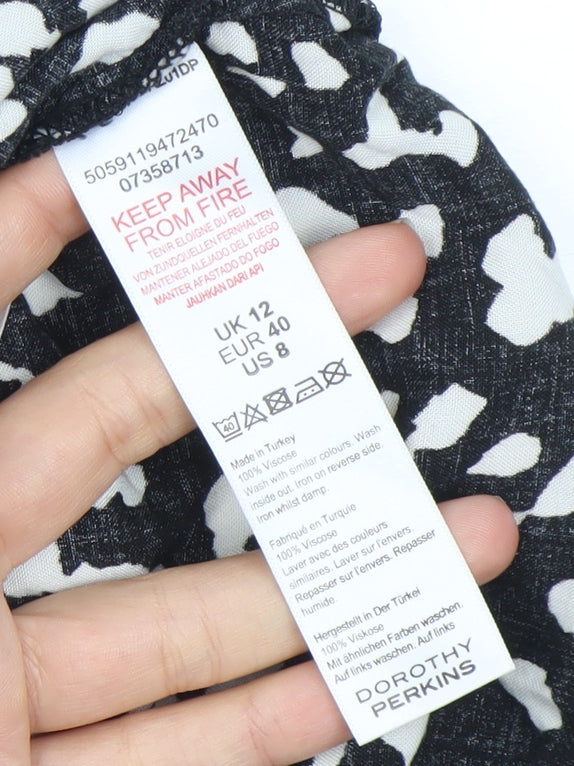 5059119472470
07358713
KEEP AWAY
FROM FIRE
TENIR ELOIGNE DU FEU
VON ZUNDQUELLEN FERNHALTEN
MANTENER ALEJADO DEL FUEGO
MANTER AFASTADO DO FOGO
JAUHKAN DARI API
UK 12
EUR 40
US 8
40
Made in Turkey
100% Viscose
Wash with similar colours. Wash
inside out. Iron on reverse side.
Iron whilst damp.
Fabriqué en Turquie
100% Viscose
Laver avec des couleurs
similaires. Laver sur l'envers.
Repasser sur l'envers. Repasser
humide.
Hergestellt in Der Türkei
100% Viskose
Mit ähnlichen Farben waschen.
Auf links waschen. Auf links
DOROTHY
PERKINS